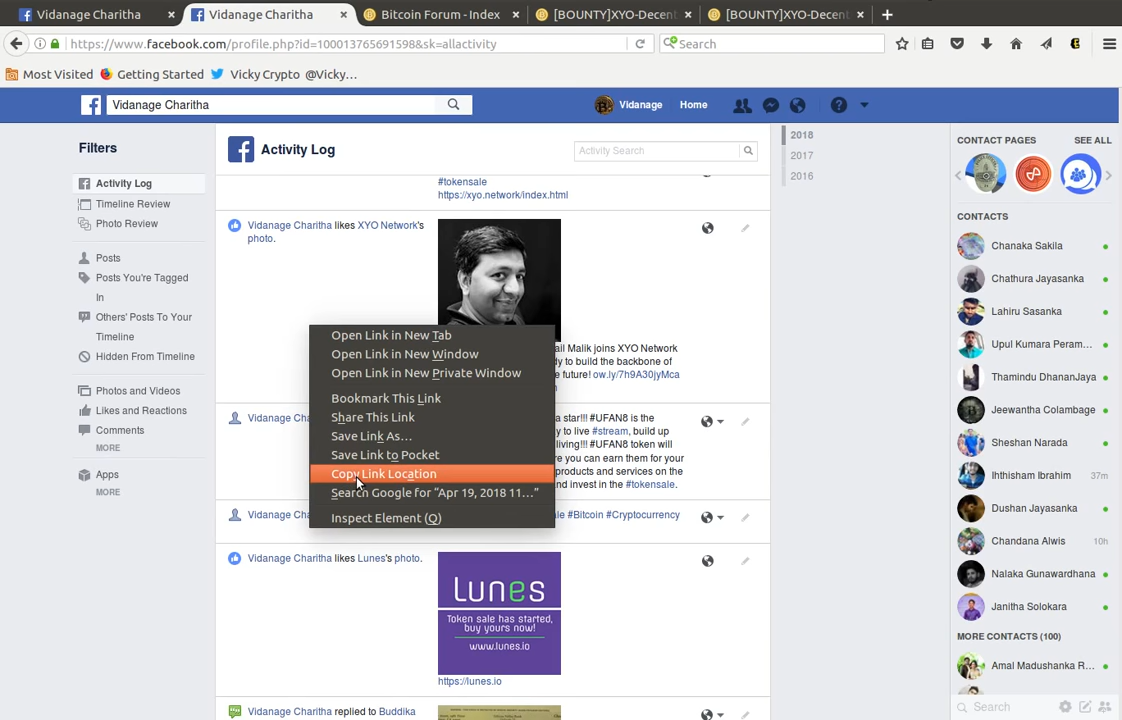 Vidanage Charitha
Vidanage Charitha
Bitcoin Forum - Index
[BOUNTY]XYO-Decent
[BOUNTY]XYO-Decent
https://www.facebook.com/profile.php?id=100013765691598&sk=allactivity
Search
Most Visited
Getting Started
Vicky Crypto @Vicky…
Vidanage Charitha
Vidanage
Home
Filters
Activity Log
Timeline Review
Photo Review
Posts
Posts You're Tagged
In
Others' Posts To Your
Timeline
Hidden From Timeline
Photos and Videos
Likes and Reactions
Comments
MORE
Apps
MORE
Activity Log
Activity Search
#tokensale
https://xyo.network/index.html
Vidanage Charitha likes XYO Network's
photo.
ail Malik joins XYO Network
dy to build the backbone of
e future! ow.ly/7h9A30jyMca
Vidanage Cha
a star!!! #UFAN8 is the
y to live #stream, build up
living!!! #UFAN8 token will
re you can earn them for your
products and services on the
and invest in the #tokensale.
Vidanage Cha
ale #Bitcoin #Cryptocurrency
Open Link in New Tab
Open Link in New Window
Open Link in New Private Window
Bookmark This Link
Share This Link
Save Link As…
Save Link to Pocket
Copy Link Location
Search Google for “Apr 19, 2018 11…”
Inspect Element (Q)
Vidanage Charitha likes Lunes's photo.
Lunes
Token sale has started,
buy yours now!
www.lunes.io
https://lunes.io
Vidanage Charitha replied to Buddika
2018
2017
2016
CONTACT PAGES
SEE ALL
CONTACTS
Chanaka Sakila
Chathura Jayasanka
Lahiru Sasanka
Upul Kumara Peram...
Thamindu DhananJaya
Jeewantha Colambage
Sheshan Narada
Ihthisham Ibrahim 37m
Dushan Jayasanka
Chandana Alwis 10h
Nalaka Gunawardhana
Janitha Solokara
MORE CONTACTS (100)
Amal Madushanka R...
Search